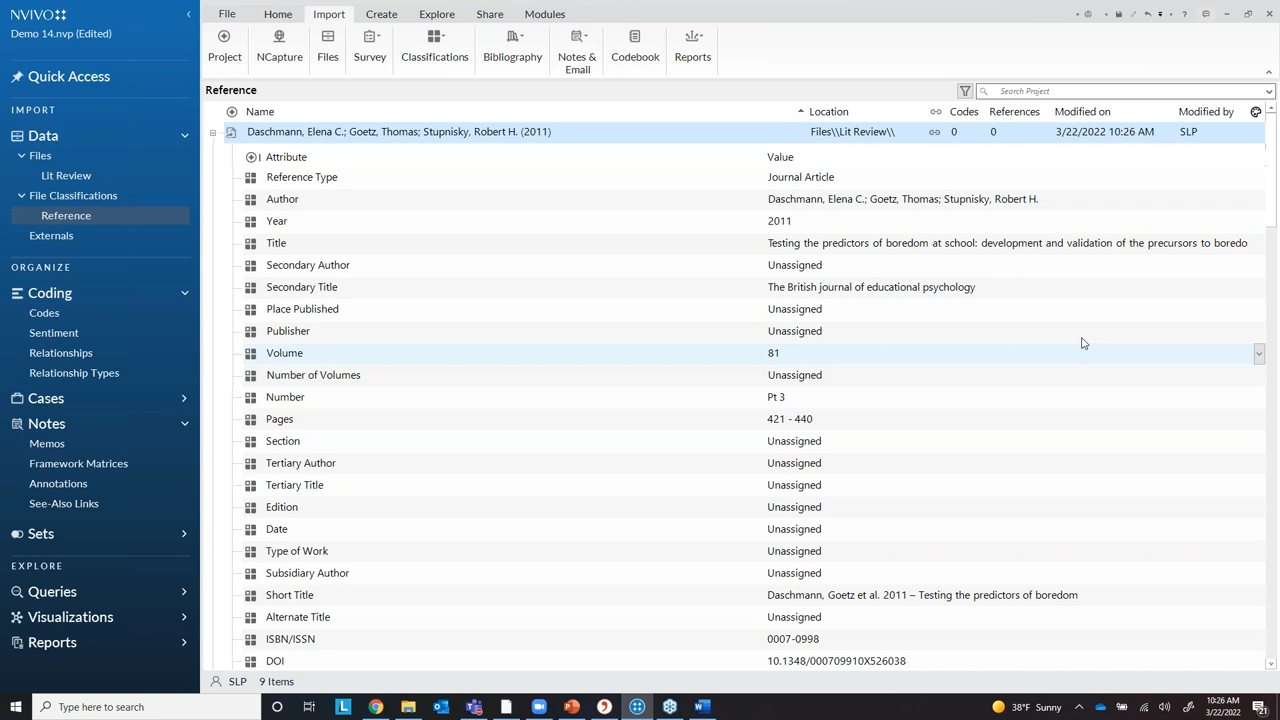 NVIVO
Demo 14.nvp (Edited)
Quick Access
IMPORT
Data
Files
Lit Review
File Classifications
Reference
Externals
ORGANIZE
Coding
Codes
Sentiment
Relationships
Relationship Types
Cases
Notes
Memos
Framework Matrices
Annotations
See-Also Links
Sets
EXPLORE
Queries
Visualizations
Reports
File Home Import Create Explore Share Modules
Project NCapture Files Survey Classifications Bibliography Notes & Email Codebook Reports
Reference
Search Project
Name Location Codes References Modified on Modified by
Daschmann, Elena C.; Goetz, Thomas; Stupnisky, Robert H. (2011) Files\\Lit Review\\ 0 0 3/22/2022 10:26 AM SLP
Attribute Value
Reference Type Journal Article
Author Daschmann, Elena C.; Goetz, Thomas; Stupnisky, Robert H.
Year 2011
Title Testing the predictors of boredom at school: development and validation of the precursors to boredo
Secondary Author Unassigned
Secondary Title The British journal of educational psychology
Place Published Unassigned
Publisher Unassigned
Volume 81
Number of Volumes Unassigned
Number Pt 3
Pages 421 - 440
Section Unassigned
Tertiary Author Unassigned
Tertiary Title Unassigned
Edition Unassigned
Date Unassigned
Type of Work Unassigned
Subsidiary Author Unassigned
Short Title Daschmann, Goetz et al. 2011 – Testing the predictors of boredom
Alternate Title Unassigned
ISBN/ISSN 0007-0998
DOI 10.1348/000709910X526038
SLP 9 Items
Type here to search
38°F Sunny
10:26 AM
3/22/2022
21